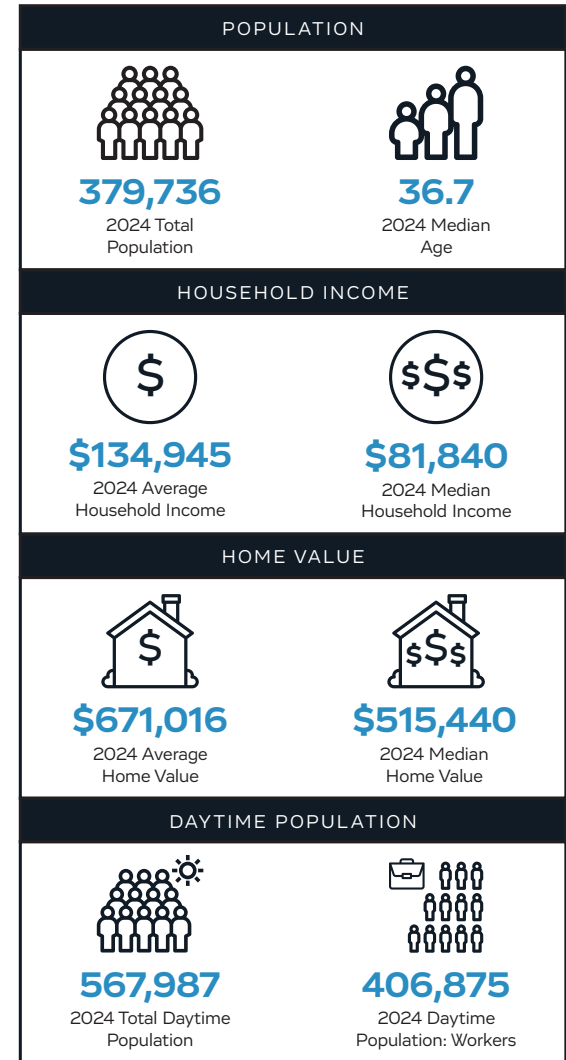 POPULATION
379,736
2024 Total
Population
36.7
2024 Median
Age
HOUSEHOLD INCOME
$
$134,945
2024 Average
Household Income
$$$
$81,840
2024 Median
Household Income
HOME VALUE
$
$671,016
2024 Average
Home Value
$$$
$515,440
2024 Median
Home Value
DAYTIME POPULATION
567,987
2024 Total Daytime
Population
406,875
2024 Daytime
Population: Workers